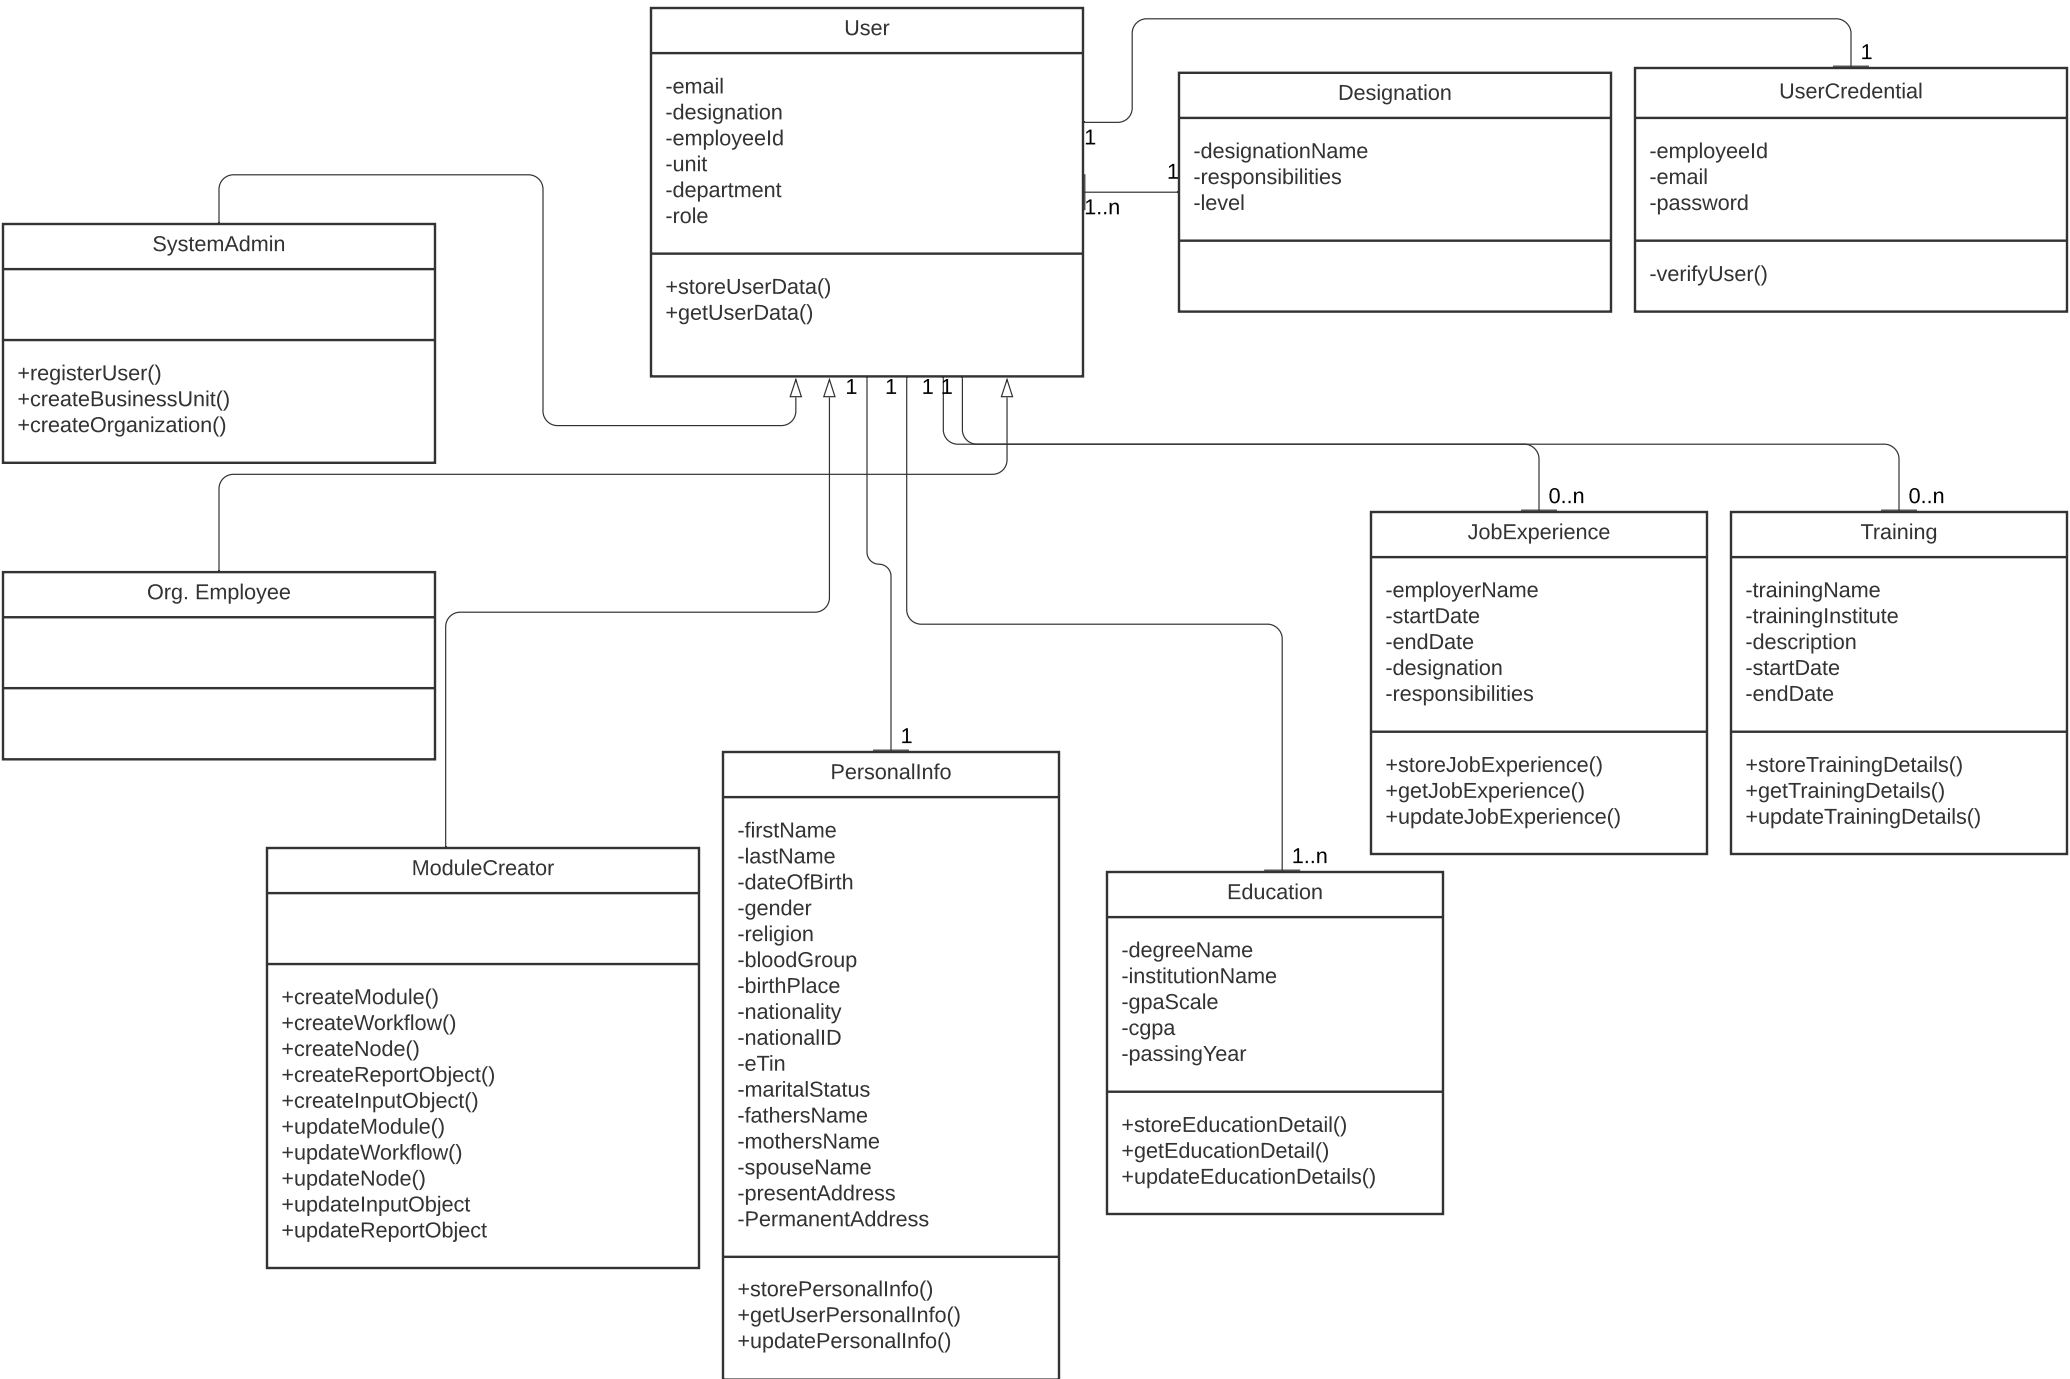 User
-email
-designation
-employeeId
-unit
-department
-role
+storeUserData()
+getUserData()
1
1
1
1..n
Designation
-designationName
-responsibilities
-level
UserCredential
-employeeId
-email
-password
-verifyUser()
SystemAdmin
+registerUser()
+createBusinessUnit()
+createOrganization()
1
1
1
1
Org. Employee
0..n
JobExperience
-employerName
-startDate
-endDate
-designation
-responsibilities
+storeJobExperience()
+getJobExperience()
+updateJobExperience()
0..n
Training
-trainingName
-trainingInstitute
-description
-startDate
-endDate
+storeTrainingDetails()
+getTrainingDetails()
+updateTrainingDetails()
ModuleCreator
+createModule()
+createWorkflow()
+createNode()
+createReportObject()
+createInputObject()
+updateModule()
+updateWorkflow()
+updateNode()
+updateInputObject
+updateReportObject
1
PersonalInfo
-firstName
-lastName
-dateOfBirth
-gender
-religion
-bloodGroup
-birthPlace
-nationality
-nationalID
-eTin
-maritalStatus
-fathersName
-mothersName
-spouseName
-presentAddress
-PermanentAddress
+storePersonalInfo()
+getUserPersonalInfo()
+updatePersonalInfo()
1..n
Education
-degreeName
-institutionName
-gpaScale
-cgpa
-passingYear
+storeEducationDetail()
+getEducationDetail()
+updateEducationDetails()